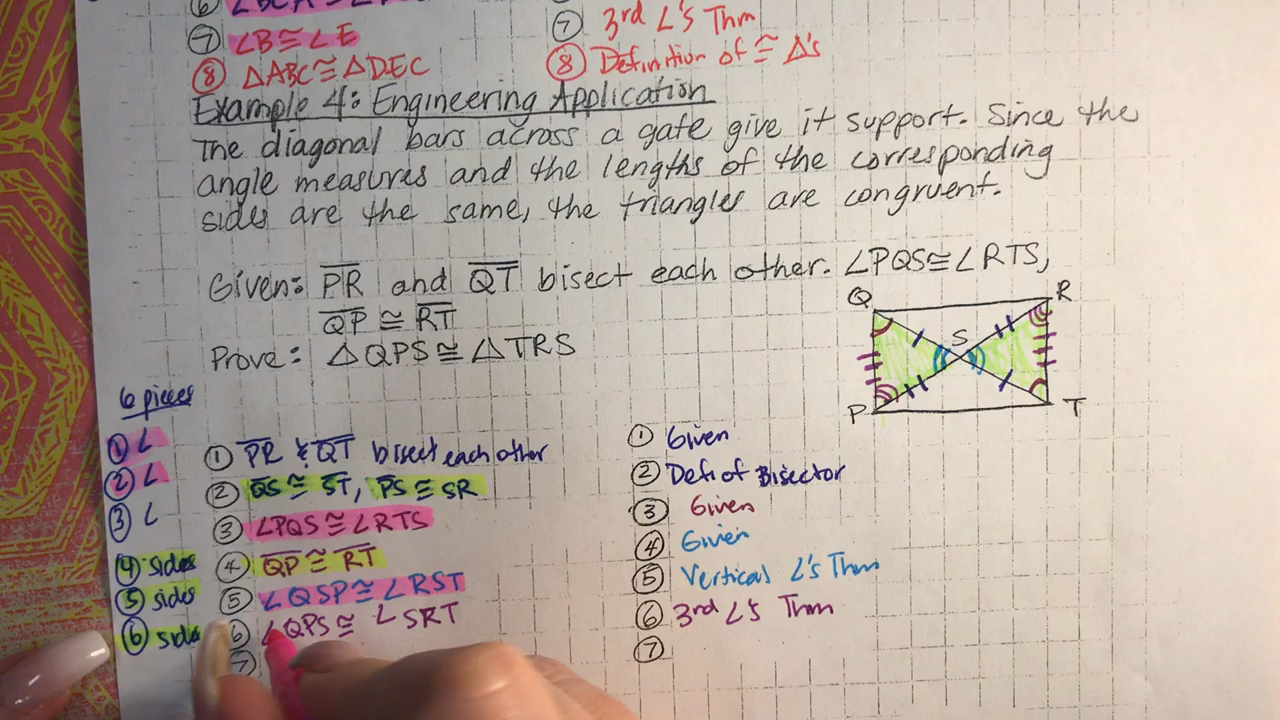 ⑥ ∠BCA ≅
⑦ ∠B ≅ ∠E
⑦ 3rd ∠'s Thm
⑧ △ABC ≅ △DEC
⑧ Definition of ≅ △'s
Example 4: Engineering Application
The diagonal bars across a gate give it support. Since the
angle measures and the lengths of the corresponding
sides are the same, the triangles are congruent.
Given: PR and QT bisect each other. ∠PQS ≅ ∠RTS,
QP ≅ RT
Prove: △QPS ≅ △TRS
Q
R
S
P
T
6 pieces
① ∠
② ∠
③ ∠
④ sides
⑤ sides
⑥ sides
① PR & QT bisect each other
② QS ≅ ST, PS ≅ SR
③ ∠PQS ≅ ∠RTS
④ QP ≅ RT
⑤ ∠QSP ≅ ∠RST
⑥ ∠QPS ≅ ∠SRT
⑦
① Given
② Def. of Bisector
③ Given
④ Given
⑤ Vertical ∠'s Thm
⑥ 3rd ∠'s Thm
⑦